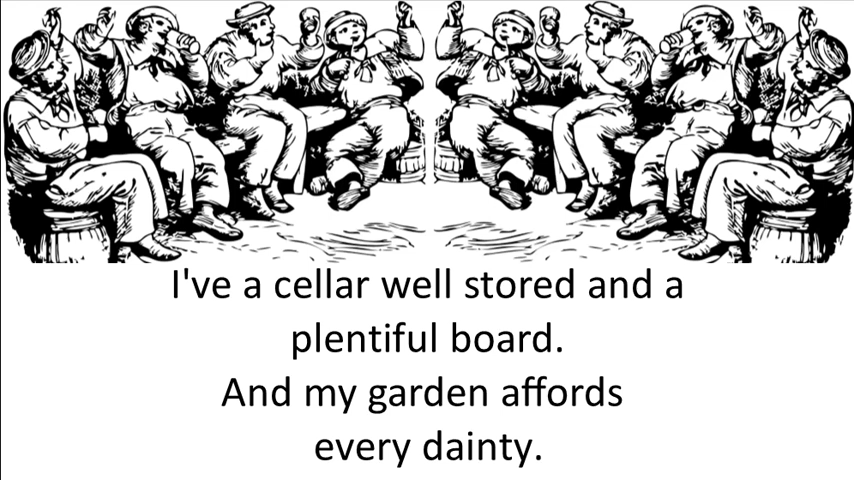 I've a cellar well stored and a
plentiful board.
And my garden affords
every dainty.